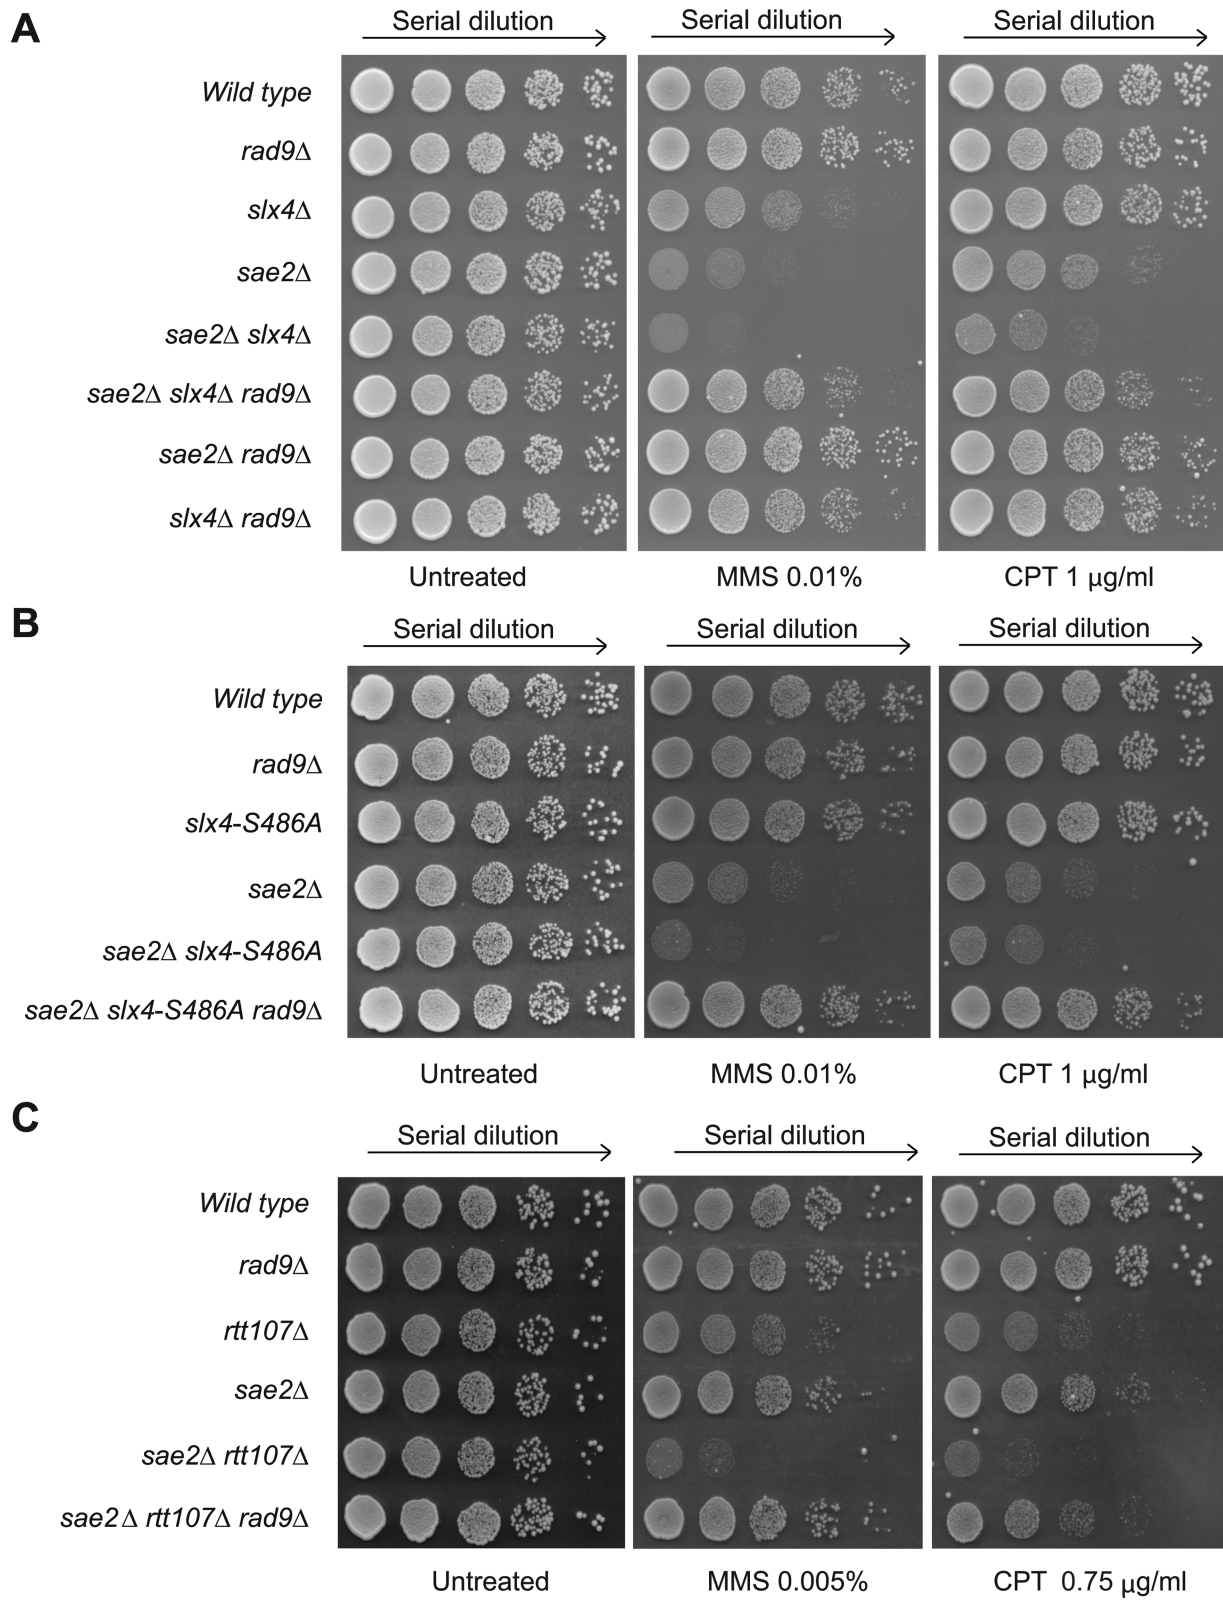 A
Serial dilution
Serial dilution
Serial dilution
Wild type
rad9Δ
slx4Δ
sae2Δ
sae2Δ slx4Δ
sae2Δ slx4Δ rad9Δ
sae2Δ rad9Δ
slx4Δ rad9Δ
Untreated
MMS 0.01%
CPT 1 µg/ml
B
Serial dilution
Serial dilution
Serial dilution
Wild type
rad9Δ
slx4-S486A
sae2Δ
sae2Δ slx4-S486A
sae2Δ slx4-S486A rad9Δ
Untreated
MMS 0.01%
CPT 1 µg/ml
C
Serial dilution
Serial dilution
Serial dilution
Wild type
rad9Δ
rtt107Δ
sae2Δ
sae2Δ rtt107Δ
sae2Δ rtt107Δ rad9Δ
Untreated
MMS 0.005%
CPT 0.75 µg/ml